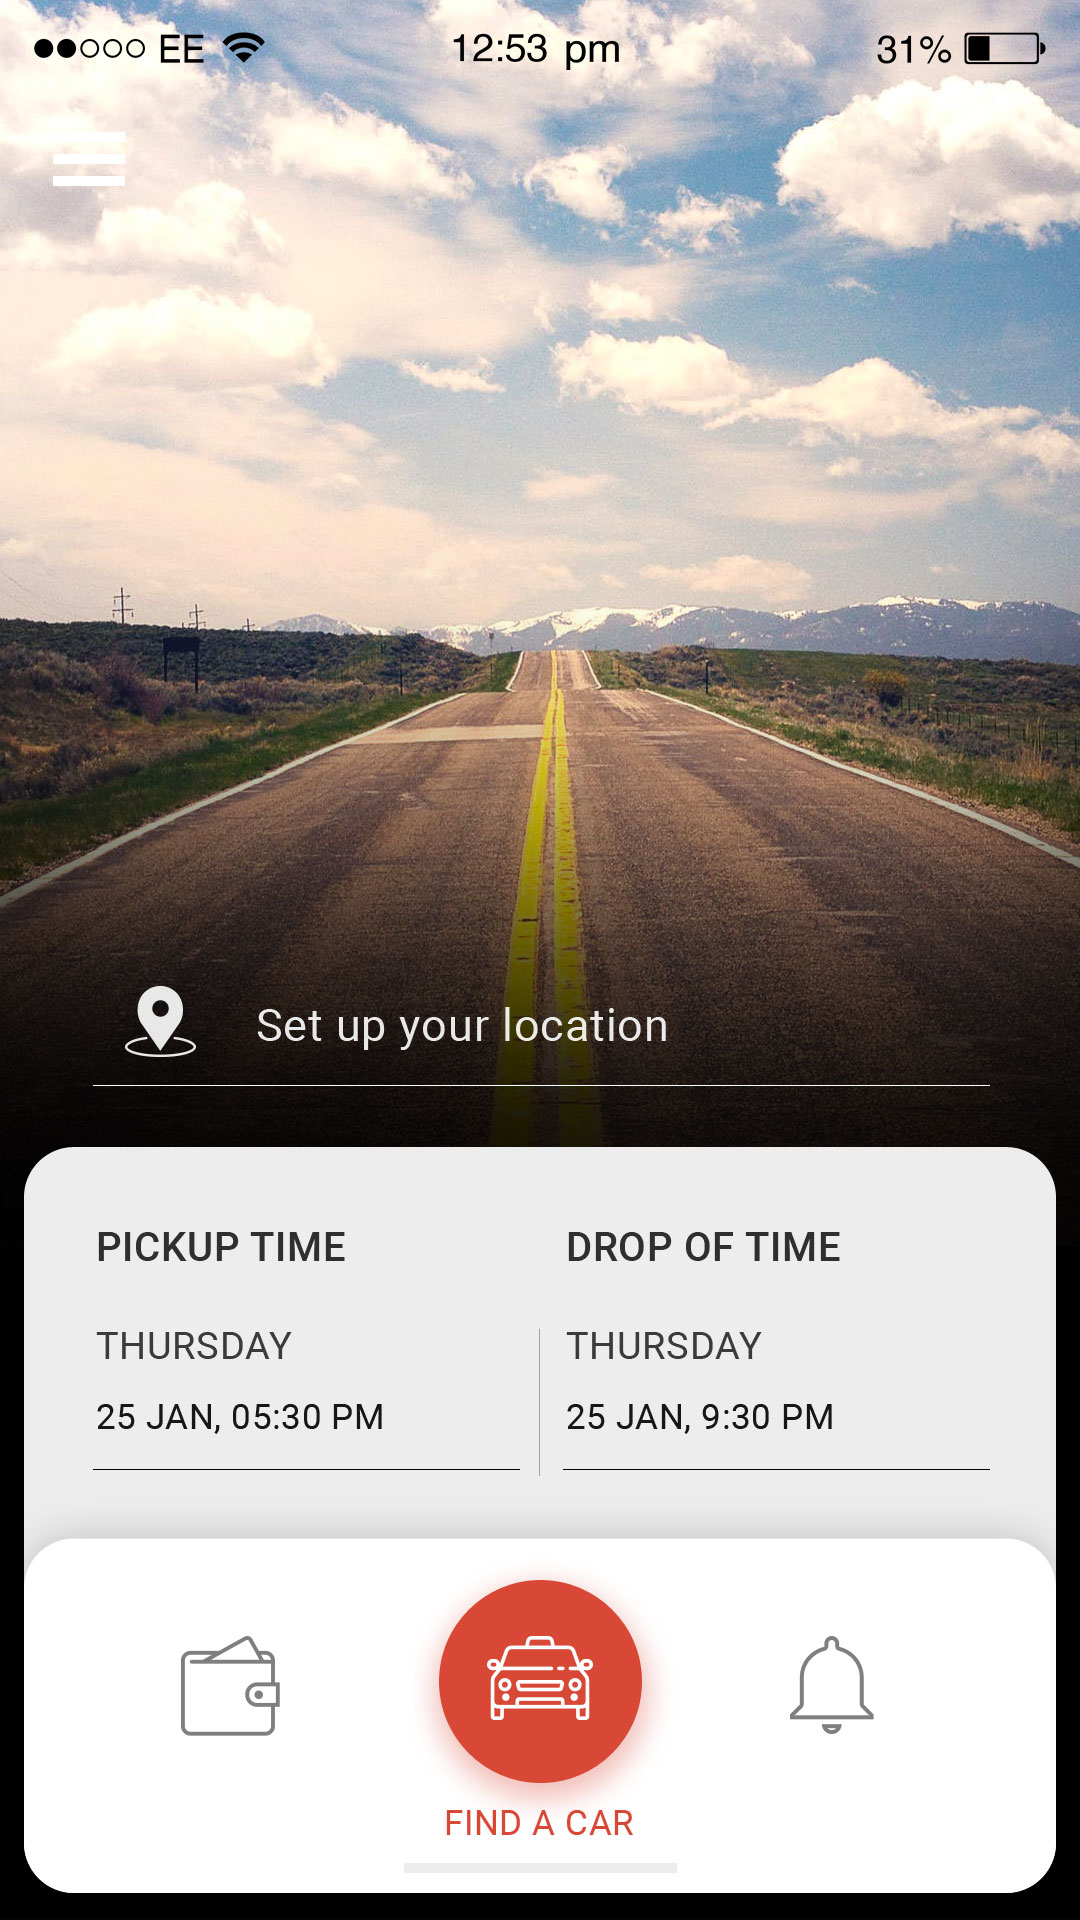 EE 12:53 pm 31%
Set up your location
PICKUP TIME DROP OF TIME
THURSDAY THURSDAY
25 JAN, 05:30 PM 25 JAN, 9:30 PM
FIND A CAR